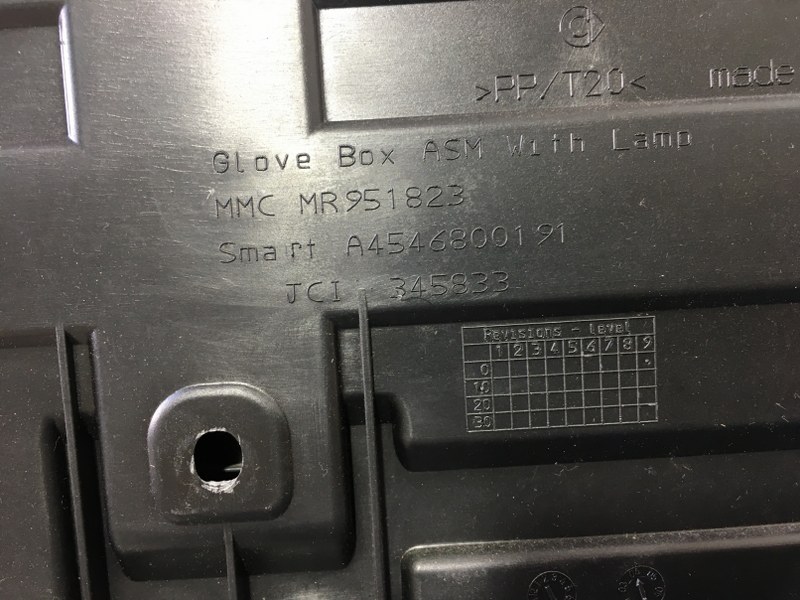 >PP/T20< made
Glove Box ASM With Lamp
MMC MR951823
Smart A4546800191
JCI 345833
Revisions - level
1 2 3 4 5 6 7 8 9
0
10
20
30